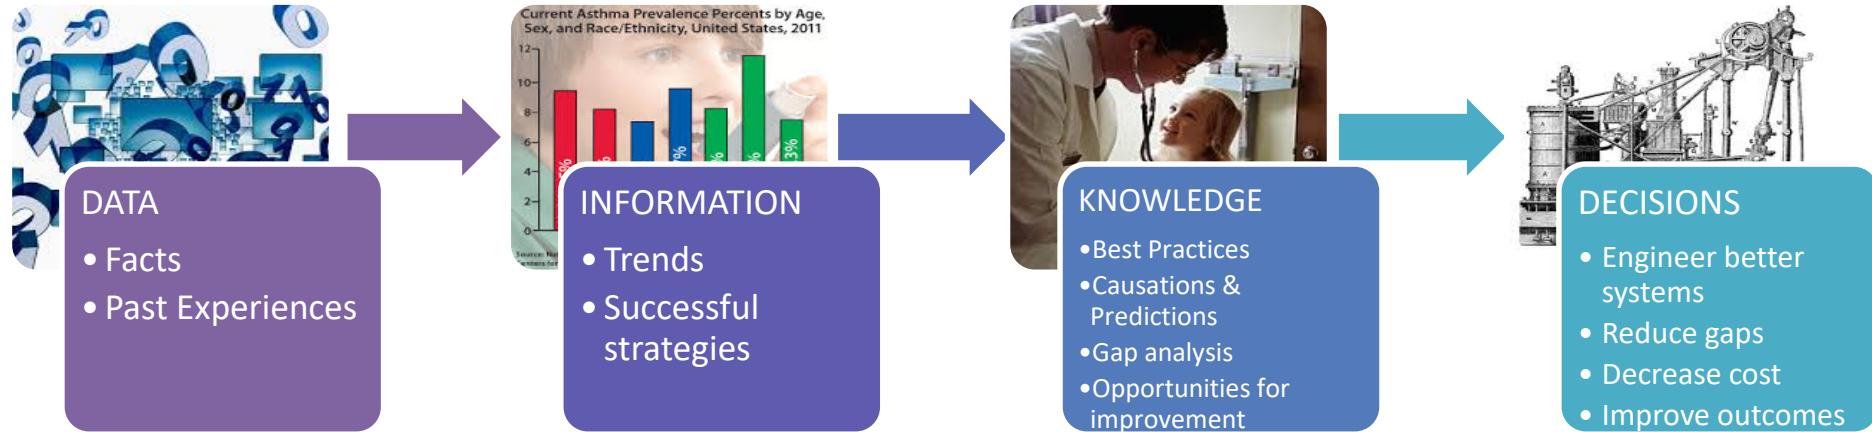 DATA
• Facts
• Past Experiences
Current Asthma Prevalence Percents by Age,
Sex, and Race/Ethnicity, United States, 2011
12
10
8
6
4
2
0
INFORMATION
• Trends
• Successful
strategies
KNOWLEDGE
•Best Practices
•Causations &
Predictions
•Gap analysis
•Opportunities for
improvement
DECISIONS
• Engineer better
systems
• Reduce gaps
• Decrease cost
• Improve outcomes